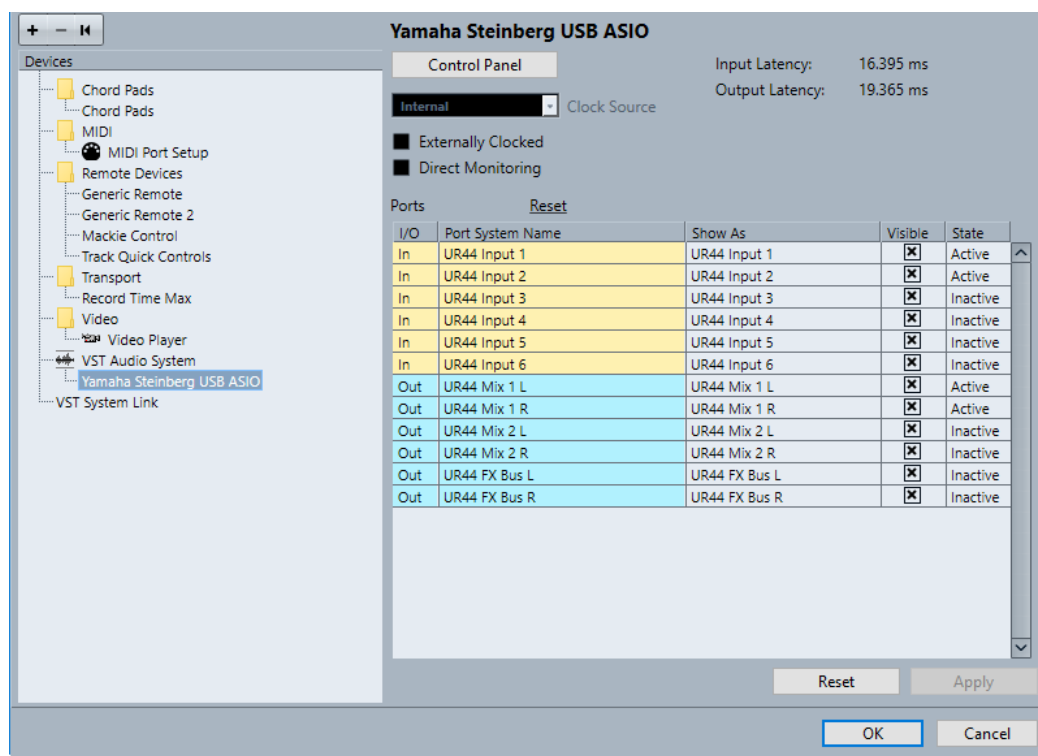 Yamaha Steinberg USB ASIO
Devices
Chord Pads
Chord Pads
MIDI
MIDI Port Setup
Remote Devices
Generic Remote
Generic Remote 2
Mackie Control
Track Quick Controls
Transport
Record Time Max
Video
Video Player
VST Audio System
Yamaha Steinberg USB ASIO
VST System Link
Control Panel
Input Latency: 16.395 ms
Output Latency: 19.365 ms
Internal Clock Source
Externally Clocked
Direct Monitoring
Ports Reset
I/O Port System Name Show As Visible State
In UR44 Input 1 UR44 Input 1 Active
In UR44 Input 2 UR44 Input 2 Active
In UR44 Input 3 UR44 Input 3 Inactive
In UR44 Input 4 UR44 Input 4 Inactive
In UR44 Input 5 UR44 Input 5 Inactive
In UR44 Input 6 UR44 Input 6 Inactive
Out UR44 Mix 1 L UR44 Mix 1 L Active
Out UR44 Mix 1 R UR44 Mix 1 R Active
Out UR44 Mix 2 L UR44 Mix 2 L Inactive
Out UR44 Mix 2 R UR44 Mix 2 R Inactive
Out UR44 FX Bus L UR44 FX Bus L Inactive
Out UR44 FX Bus R UR44 FX Bus R Inactive
Reset Apply
OK Cancel